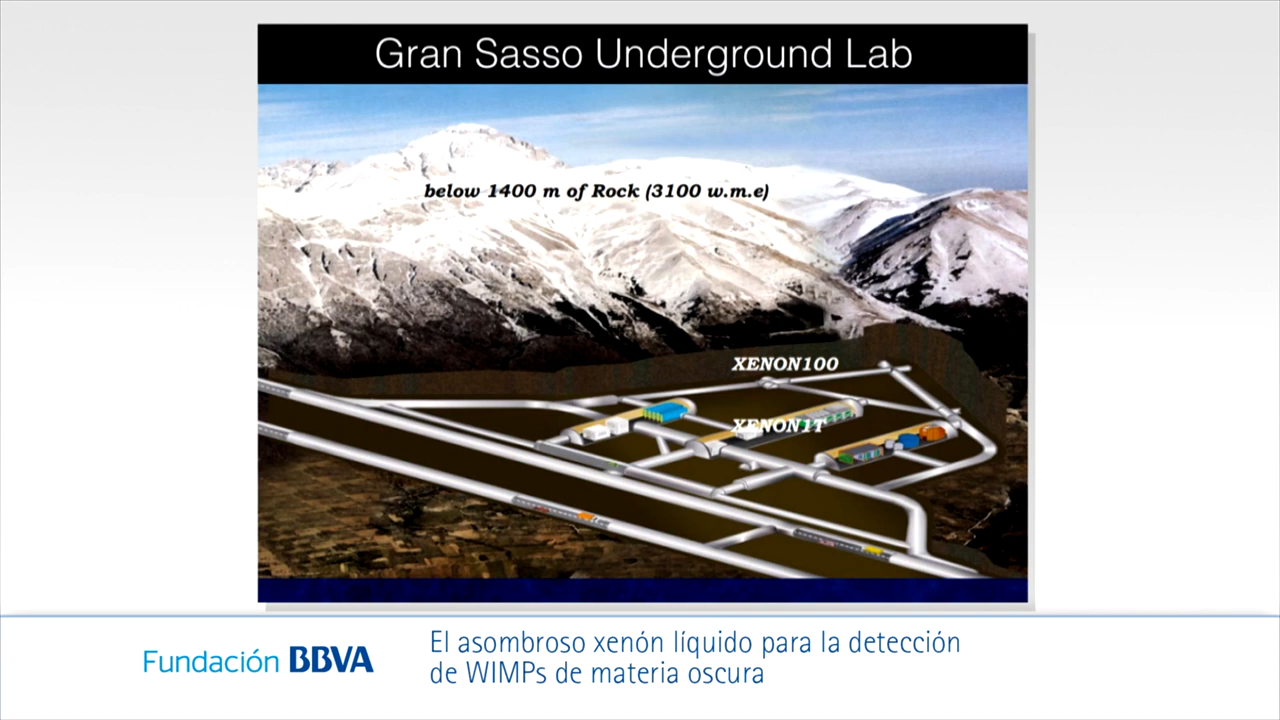 Gran Sasso Underground Lab
below 1400 m of Rock (3100 w.m.e)
XENON100
XENON1T
Fundación BBVA
El asombroso xenón líquido para la detección
de WIMPs de materia oscura